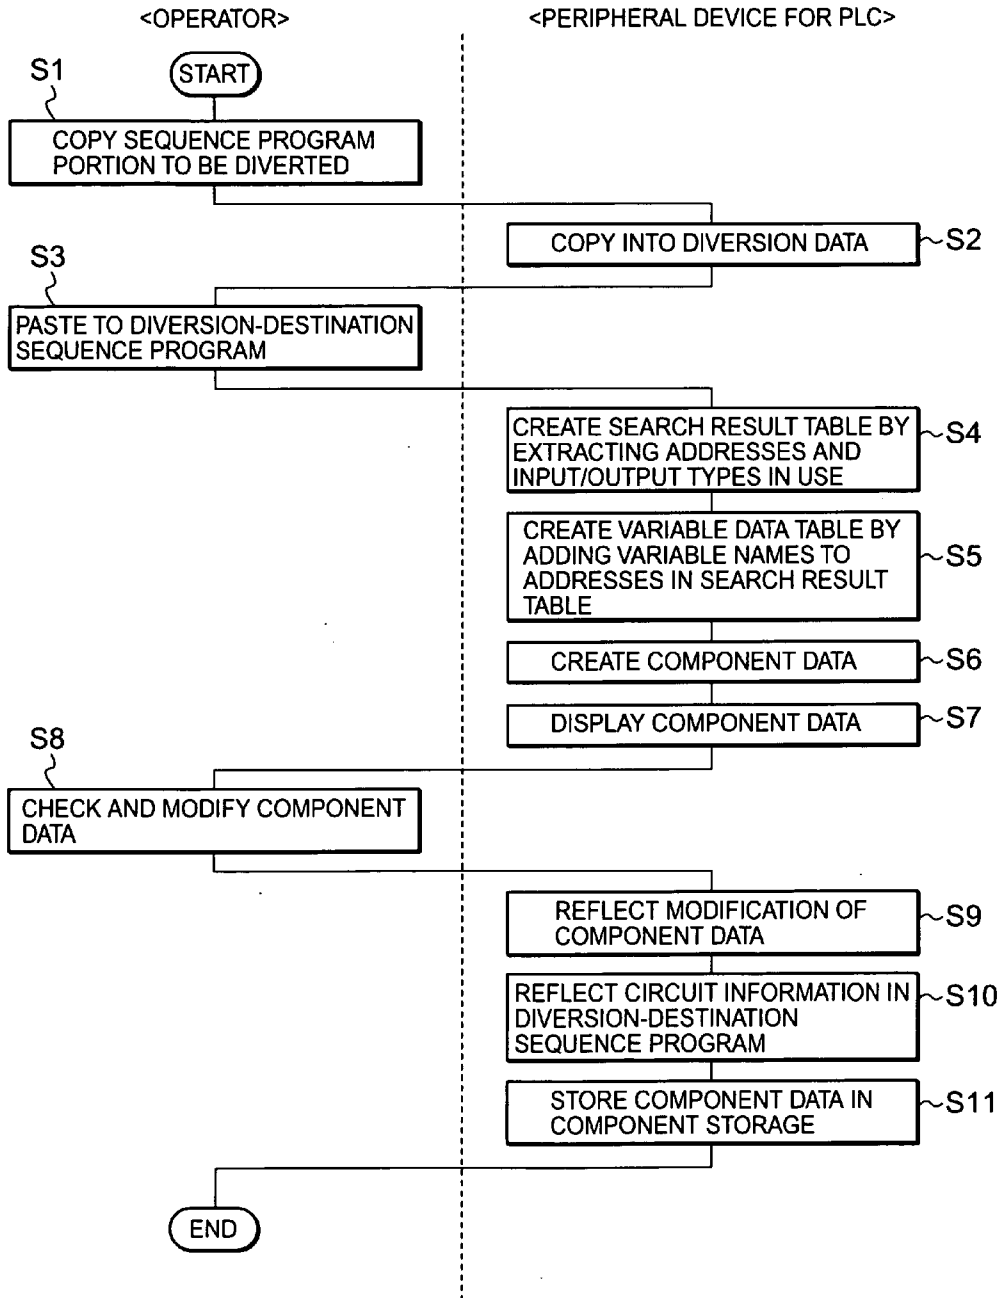 <OPERATOR>
<PERIPHERAL DEVICE FOR PLC>
START
S1
COPY SEQUENCE PROGRAM
PORTION TO BE DIVERTED
COPY INTO DIVERSION DATA
S2
S3
PASTE TO DIVERSION-DESTINATION
SEQUENCE PROGRAM
CREATE SEARCH RESULT TABLE BY
EXTRACTING ADDRESSES AND
INPUT/OUTPUT TYPES IN USE
S4
CREATE VARIABLE DATA TABLE BY
ADDING VARIABLE NAMES TO
ADDRESSES IN SEARCH RESULT
TABLE
S5
CREATE COMPONENT DATA
S6
DISPLAY COMPONENT DATA
S7
S8
CHECK AND MODIFY COMPONENT
DATA
REFLECT MODIFICATION OF
COMPONENT DATA
S9
REFLECT CIRCUIT INFORMATION IN
DIVERSION-DESTINATION
SEQUENCE PROGRAM
S10
STORE COMPONENT DATA IN
COMPONENT STORAGE
S11
END